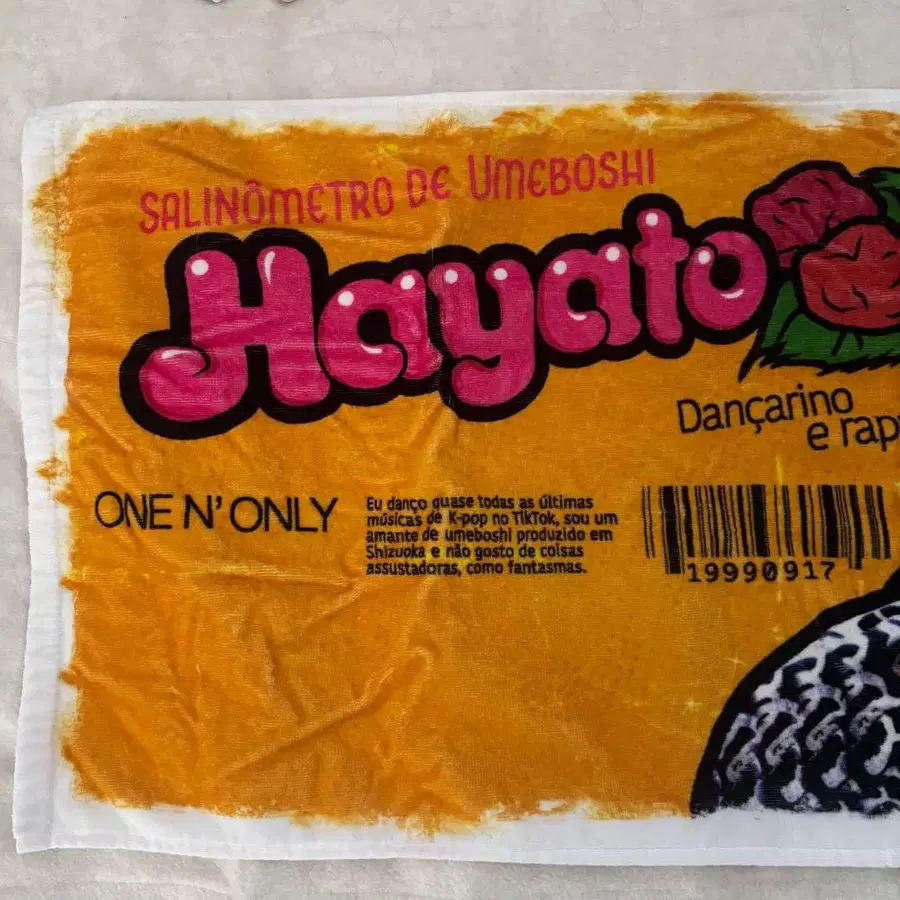 SALINÔMETRO DE UMEBOSHI
Hayato
Dançarino
e rap
ONE N' ONLY
Eu danço quase todas as últimas
músicas de K-pop no TikTok, sou um
amante de umeboshi produzido em
Shizuoka e não gosto de coisas
assustadoras, como fantasmas.
19990917